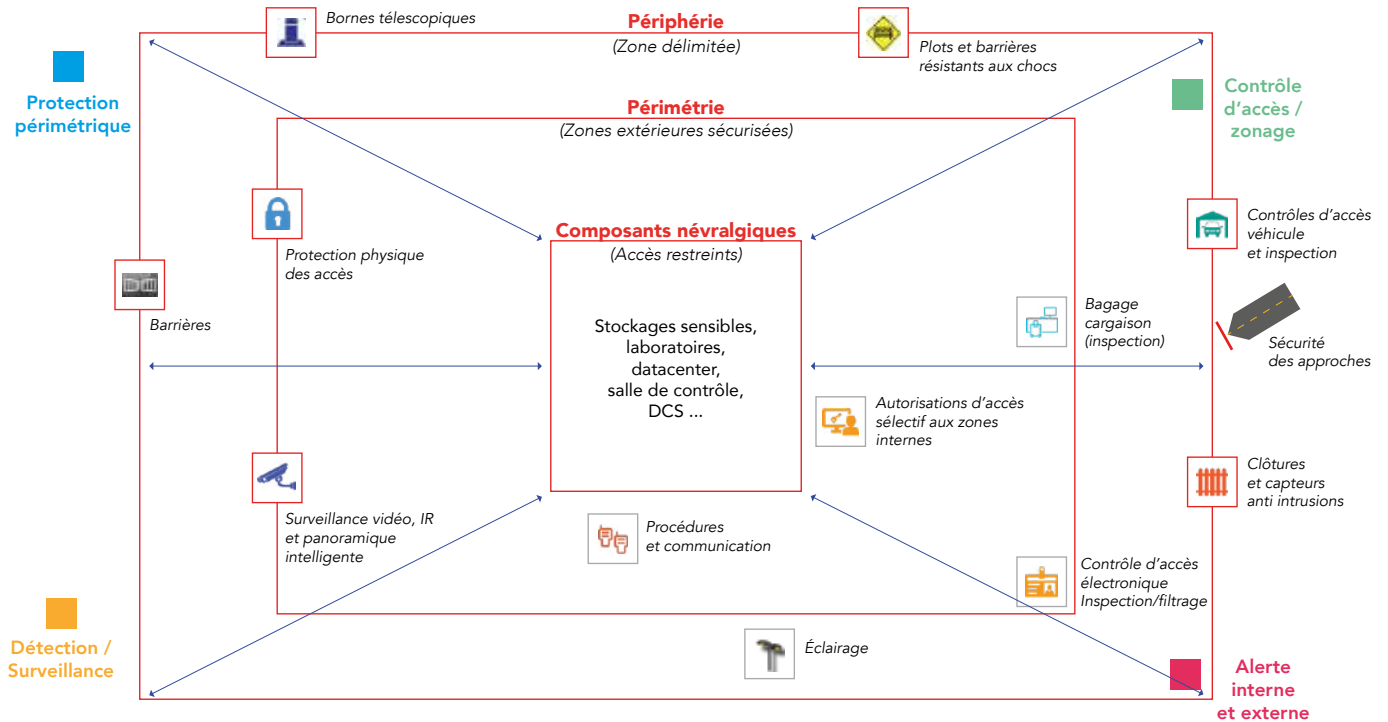 Bornes télescopiques
Périphérie
(Zone délimitée)
Plots et barrières
résistants aux chocs
Protection
périmétrique
Contrôle
d'accès /
zonage
Périmétrie
(Zones extérieures sécurisées)
Protection physique
des accès
Composants névralgiques
(Accès restreints)
Contrôles d'accès
véhicule
et inspection
Barrières
Stockages sensibles,
laboratoires,
datacenter,
salle de contrôle,
DCS ...
Bagage
cargaison
(inspection)
Sécurité
des approches
Autorisations d'accès
sélectif aux zones
internes
Surveillance vidéo, IR
et panoramique
intelligente
Procédures
et communication
Clôtures
et capteurs
anti intrusions
Contrôle d'accès
électronique
Inspection/filtrage
Détection /
Surveillance
Éclairage
Alerte
interne
et externe